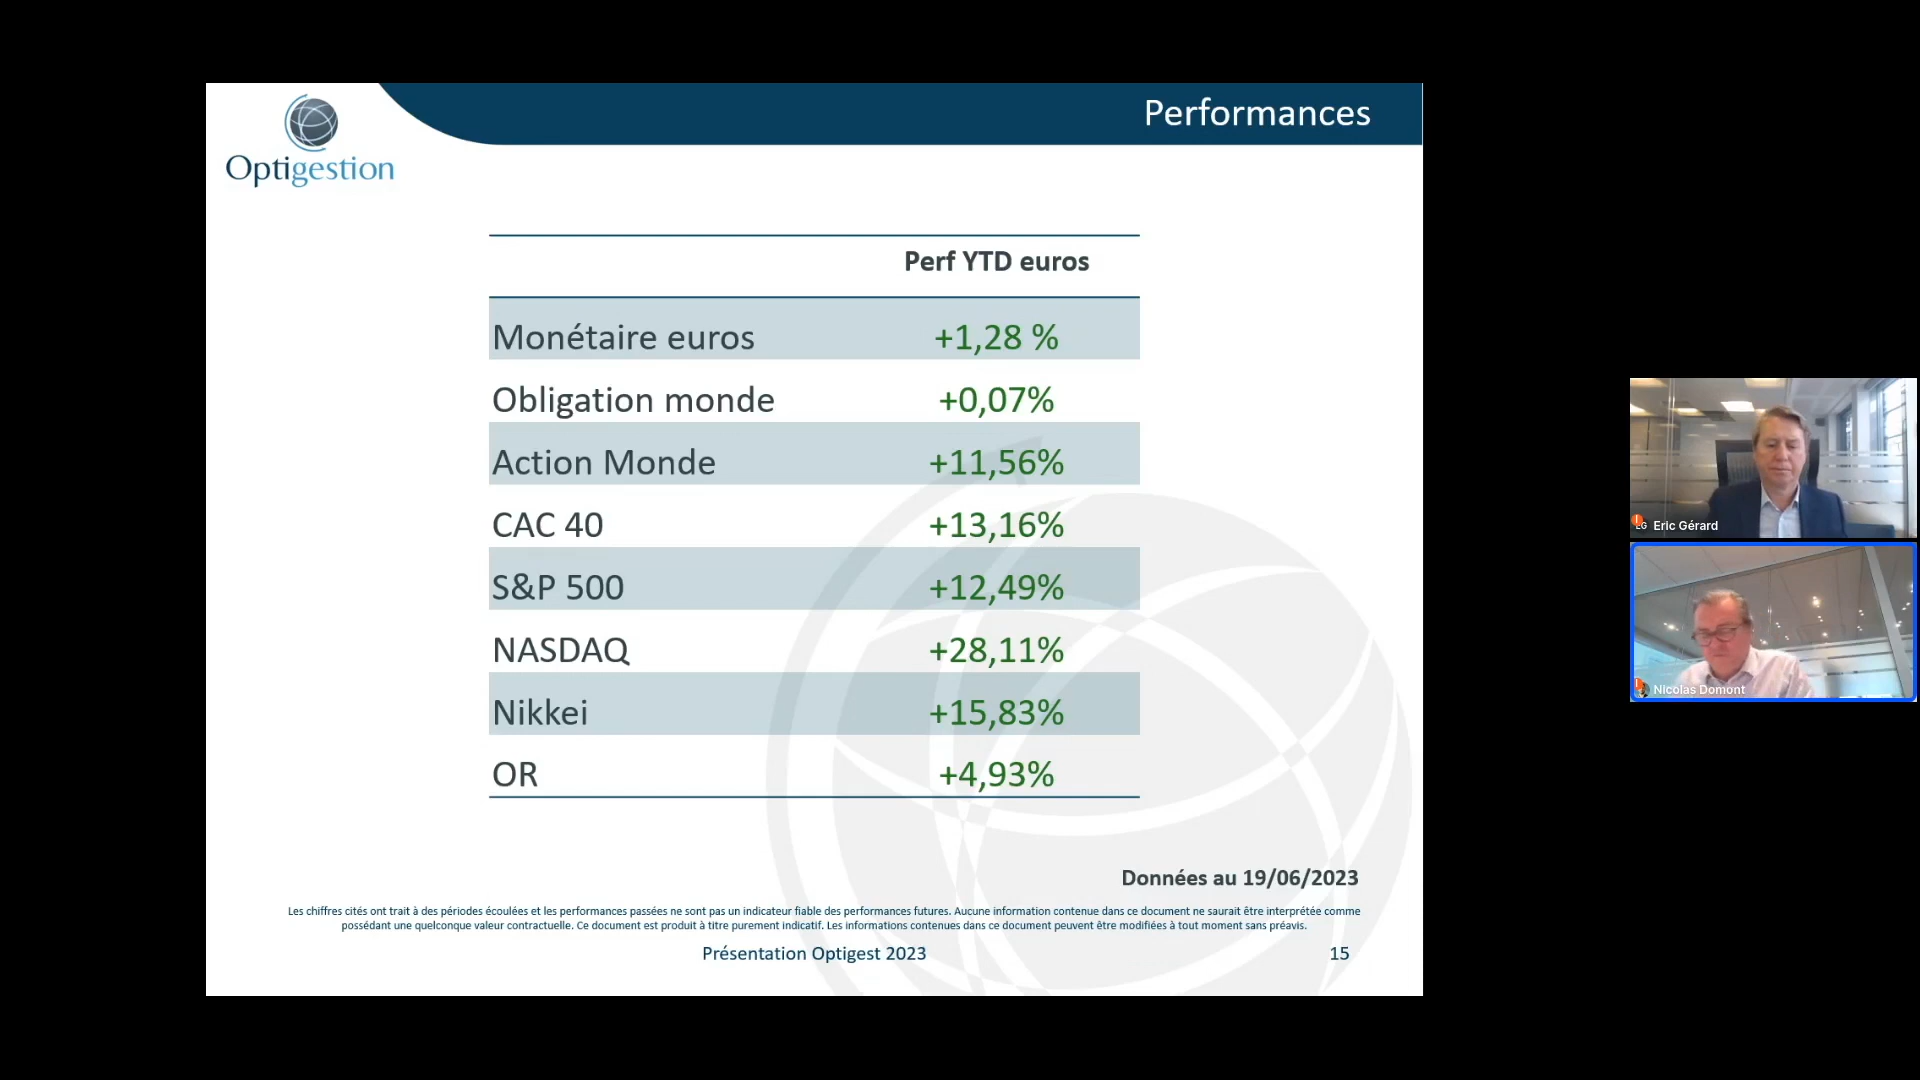 Performances
Optigestion
Perf YTD euros
Monétaire euros +1,28 %
Obligation monde +0,07%
Action Monde +11,56%
CAC 40 +13,16%
S&P 500 +12,49%
NASDAQ +28,11%
Nikkei +15,83%
OR +4,93%
Données au 19/06/2023
Les chiffres cités ont trait à des périodes écoulées et les performances passées ne sont pas un indicateur fiable des performances futures. Aucune information contenue dans ce document ne saurait être interprétée comme
possédant une quelconque valeur contractuelle. Ce document est produit à titre purement indicatif. Les informations contenues dans ce document peuvent être modifiées à tout moment sans préavis.
Présentation Optigest 2023 15
EG Eric Gérard
Nicolas Domont